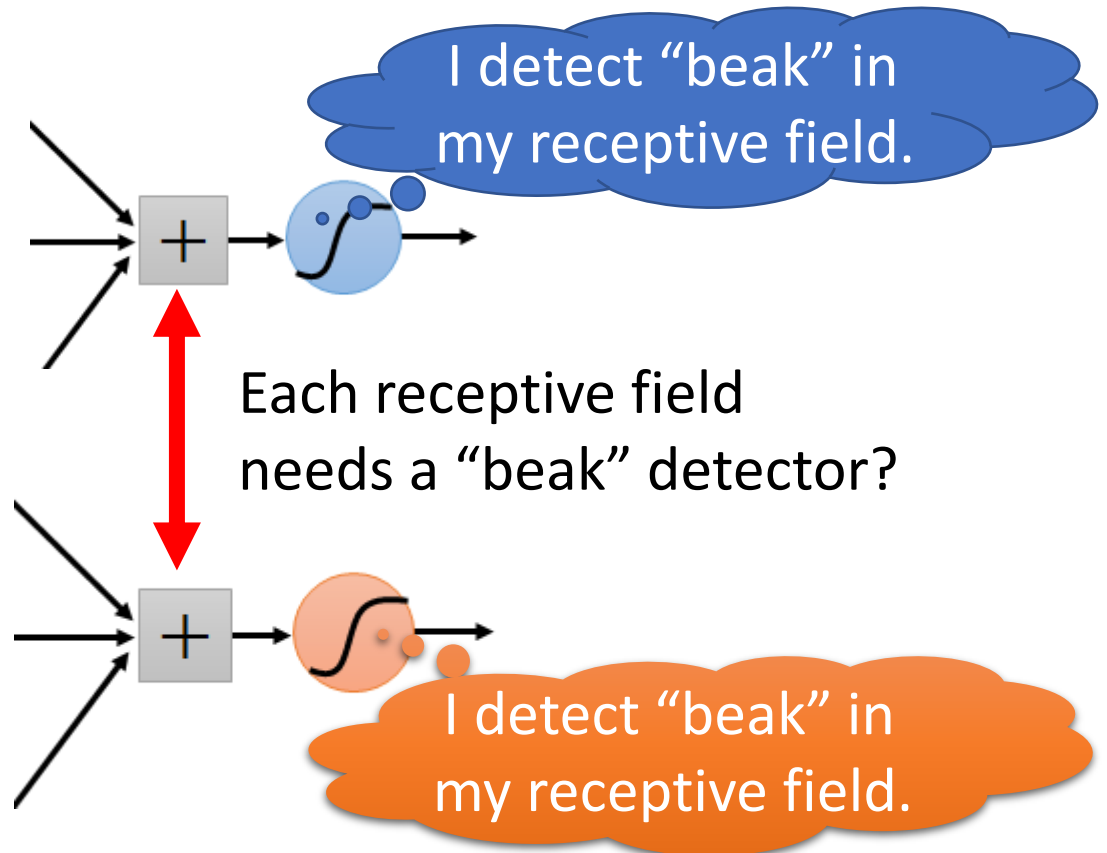 I detect “beak” in
my receptive field.
+
Each receptive field
needs a “beak” detector?
+
I detect “beak” in
my receptive field.